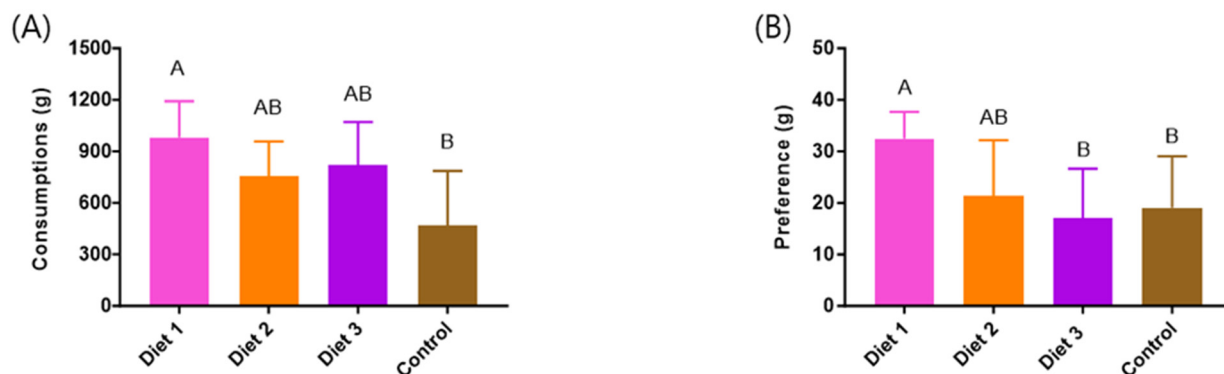 (A)
Consumptions (g)
1500
1200
900
600
300
0
A
AB
AB
B
Diet 1
Diet 2
Diet 3
Control
(B)
Preference (g)
50
40
30
20
10
0
A
AB
B
B
Diet 1
Diet 2
Diet 3
Control